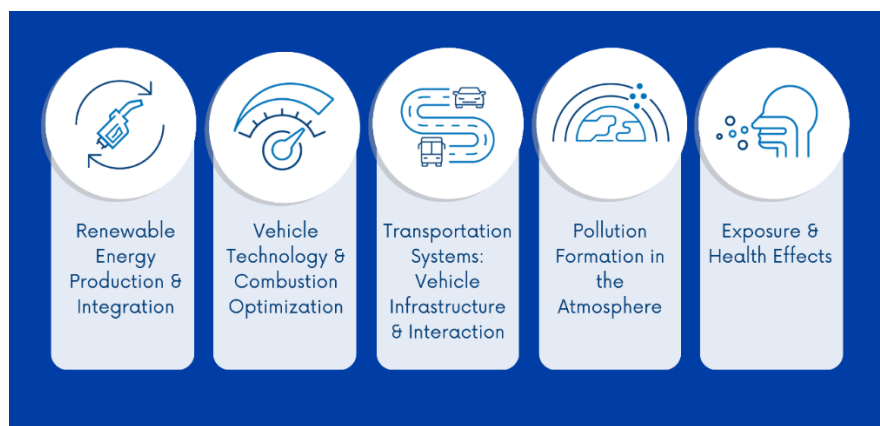 Renewable
Energy
Production &
Integration
Vehicle
Technology &
Combustion
Optimization
Transportation
Systems:
Vehicle
Infrastructure
& Interaction
Pollution
Formation in
the
Atmosphere
Exposure &
Health Effects